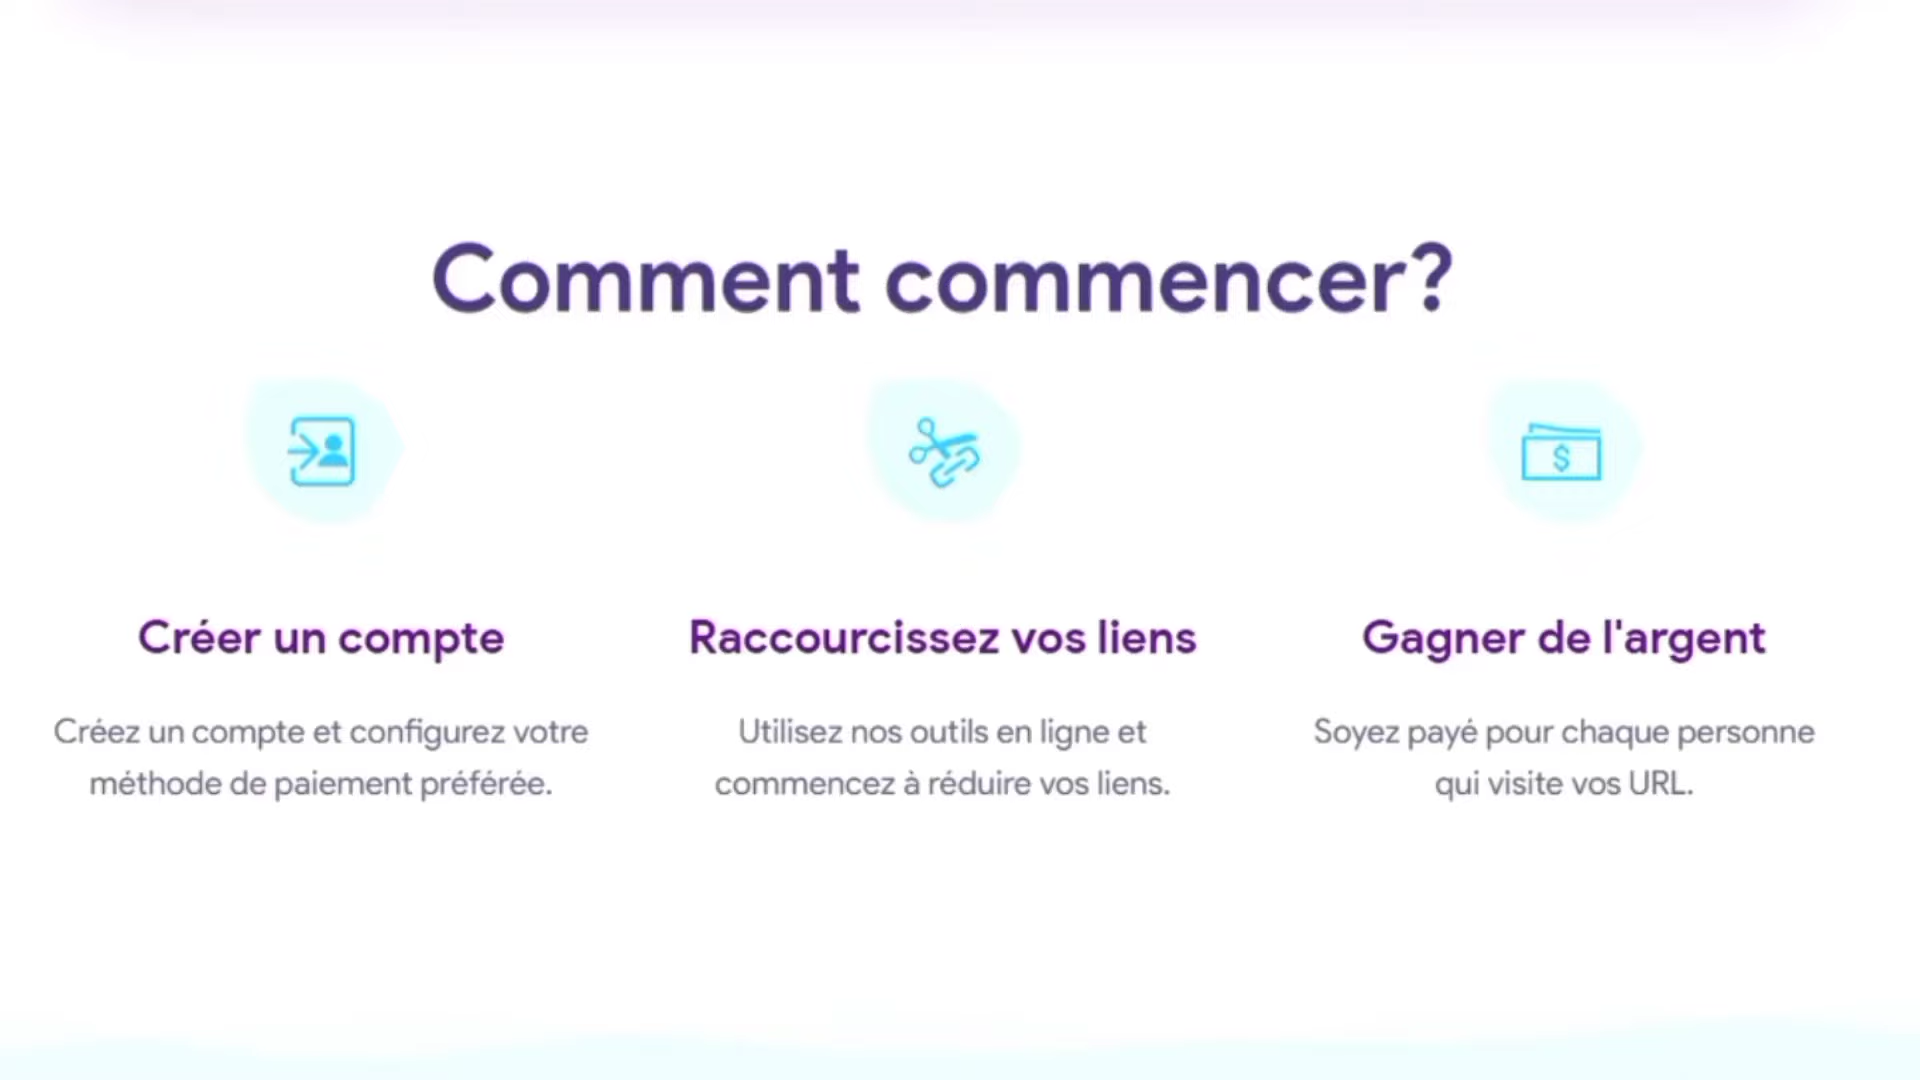 Comment commencer?
$
Créer un compte
Créez un compte et configurez votre
méthode de paiement préférée.
Raccourcissez vos liens
Utilisez nos outils en ligne et
commencez à réduire vos liens.
Gagner de l'argent
Soyez payé pour chaque personne
qui visite vos URL.